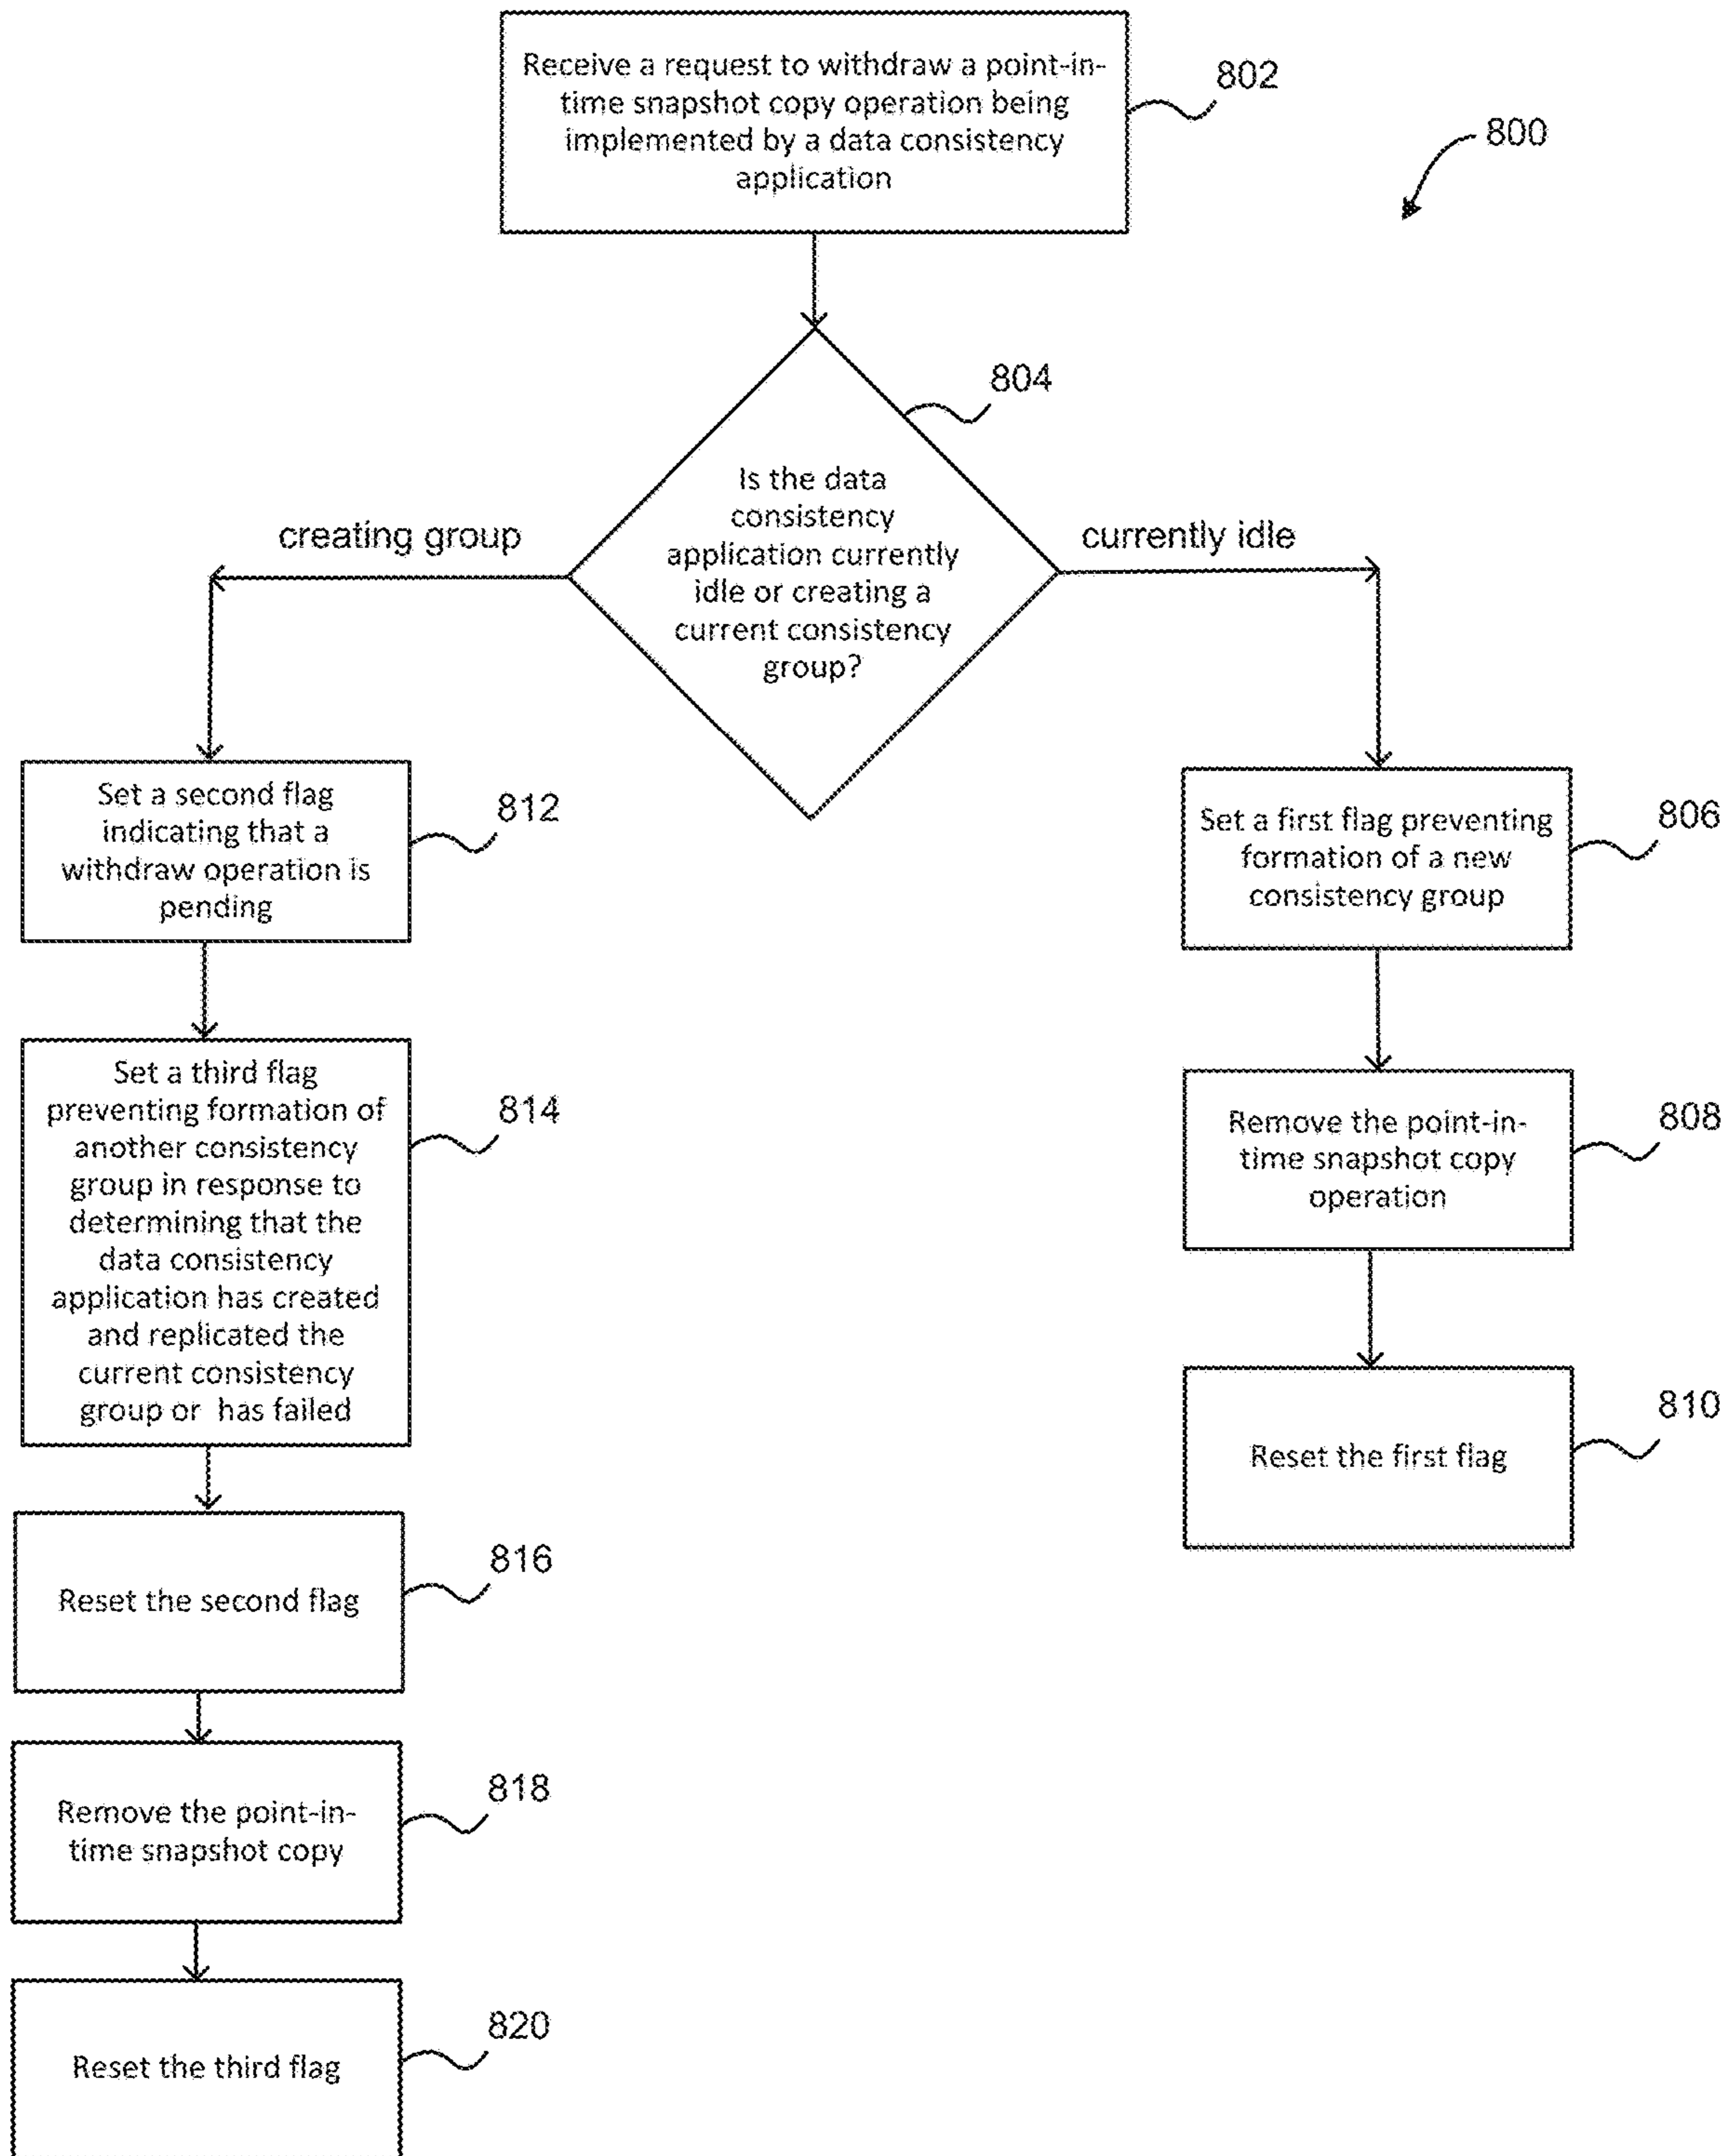 Receive a request to withdraw a point-in-
time snapshot copy operation being
implemented by a data consistency
application
802
800
804
Is the data
consistency
application currently
idle or creating a
current consistency
group?
creating group
currently idle
Set a second flag
indicating that a
withdraw operation is
pending
812
Set a first flag preventing
formation of a new
consistency group
806
Set a third flag
preventing formation of
another consistency
group in response to
determining that the
data consistency
application has created
and replicated the
current consistency
group or has failed
814
Remove the point-in-
time snapshot copy
operation
808
Reset the first flag
810
Reset the second flag
816
Remove the point-in-
time snapshot copy
818
Reset the third flag
820